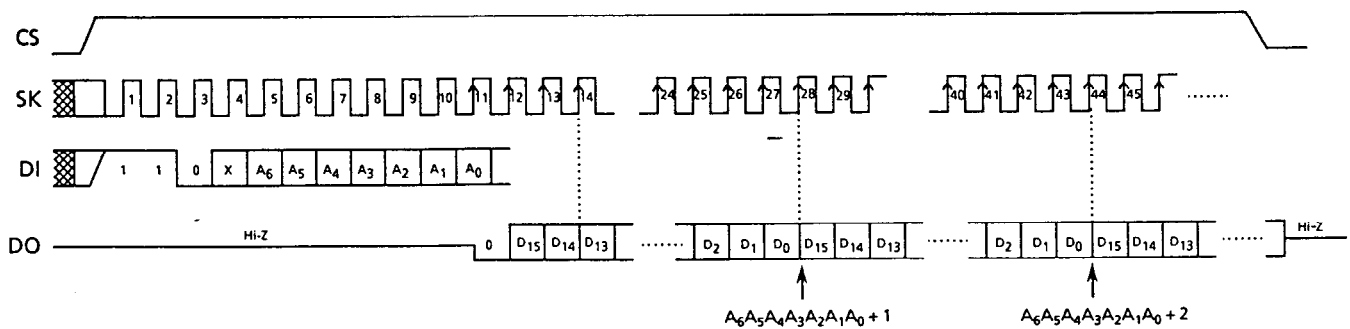 CS
SK 1 2 3 4 5 6 7 8 9 10 11 12 13 14 24 25 26 27 28 29 40 41 42 43 44 45
DI 1 1 0 X A6 A5 A4 A3 A2 A1 A0
DO Hi-Z 0 D15 D14 D13 D2 D1 D0 D15 D14 D13 D2 D1 D0 D15 D14 D13 Hi-Z
A6A5A4A3A2A1A0 + 1 A6A5A4A3A2A1A0 + 2